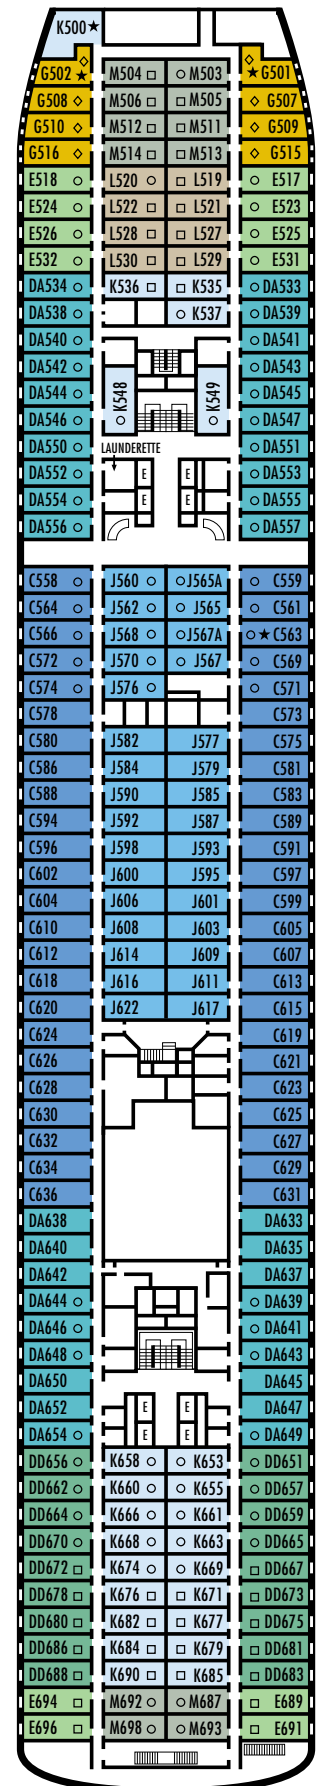 K500 ★
G502 ★ ◇ M504 □ ○ M503 ◇ ★ G501
G508 ◇ M506 □ □ M505 ◇ G507
G510 ◇ M512 □ □ M511 ◇ G509
G516 ◇ M514 □ □ M513 ◇ G515
E518 ○ L520 ○ □ L519 ○ E517
E524 ○ L522 □ □ L521 ○ E523
E526 ○ L528 □ □ L527 ○ E525
E532 ○ L530 □ □ L529 ○ E531
DA534 ○ K536 □ □ K535 ○ DA533
DA538 ○ ○ K537 ○ DA539
DA540 ○ ○ DA541
DA542 ○ ○ DA543
DA544 ○ ○ K548 ○ K549 ○ DA545
DA546 ○ ○ DA547
DA550 ○ LAUNDERETTE ○ DA551
DA552 ○ E E ○ DA553
DA554 ○ E E ○ DA555
DA556 ○ ○ DA557
C558 ○ J560 ○ ○ J565A ○ C559
C564 ○ J562 ○ ○ J565 ○ C561
C566 ○ J568 ○ ○ J567A ○ ★ C563
C572 ○ J570 ○ ○ J567 ○ C569
C574 ○ J576 ○ ○ C571
C578 C573
C580 J582 J577 C575
C586 J584 J579 C581
C588 J590 J585 C583
C594 J592 J587 C589
C596 J598 J593 C591
C602 J600 J595 C597
C604 J606 J601 C599
C610 J608 J603 C605
C612 J614 J609 C607
C618 J616 J611 C613
C620 J622 J617 C615
C624 C619
C626 C621
C628 C623
C630 C625
C632 C627
C634 C629
C636 C631
DA638 DA633
DA640 DA635
DA642 DA637
DA644 ○ ○ DA639
DA646 ○ ○ DA641
DA648 ○ ○ DA643
DA650 DA645
DA652 E E DA647
DA654 ○ E E ○ DA649
DD656 ○ K658 ○ ○ K653 ○ DD651
DD662 ○ K660 ○ ○ K655 ○ DD657
DD664 ○ K666 ○ ○ K661 ○ DD659
DD670 ○ K668 ○ ○ K663 ○ DD665
DD672 □ K674 ○ ○ K669 □ DD667
DD678 □ K676 □ □ K671 □ DD673
DD680 □ K682 □ □ K677 □ DD675
DD686 □ K684 □ □ K679 □ DD681
DD688 □ K690 □ □ K685 □ DD683
E694 □ M692 ○ ○ M687 □ E689
E696 □ M698 ○ ○ M693 □ E691